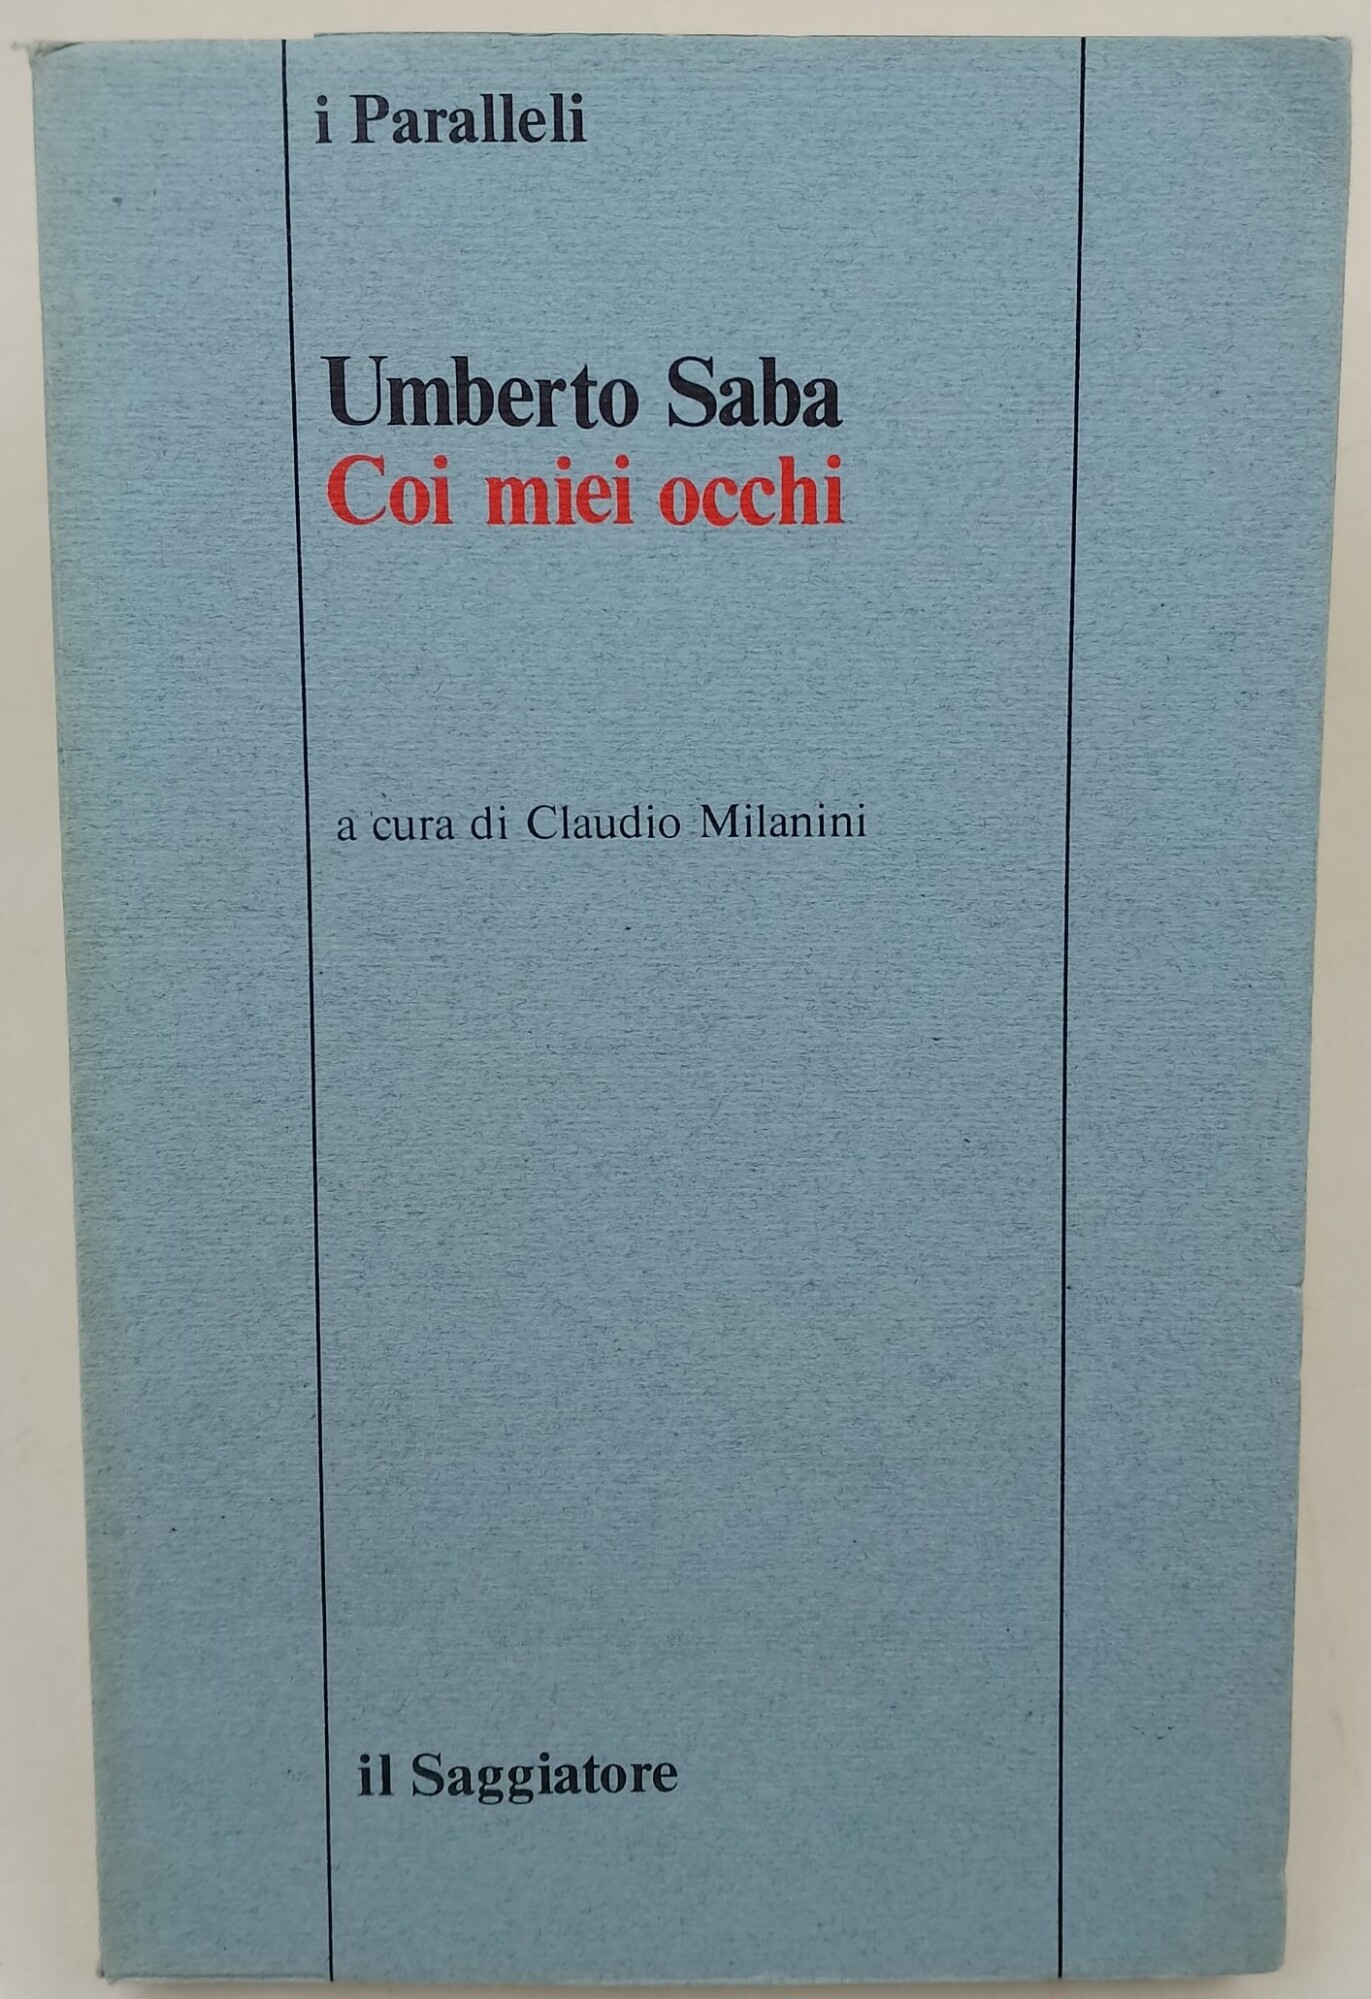 i Paralleli
Umberto Saba
Coi miei occhi
a cura di Claudio Milanini
il Saggiatore